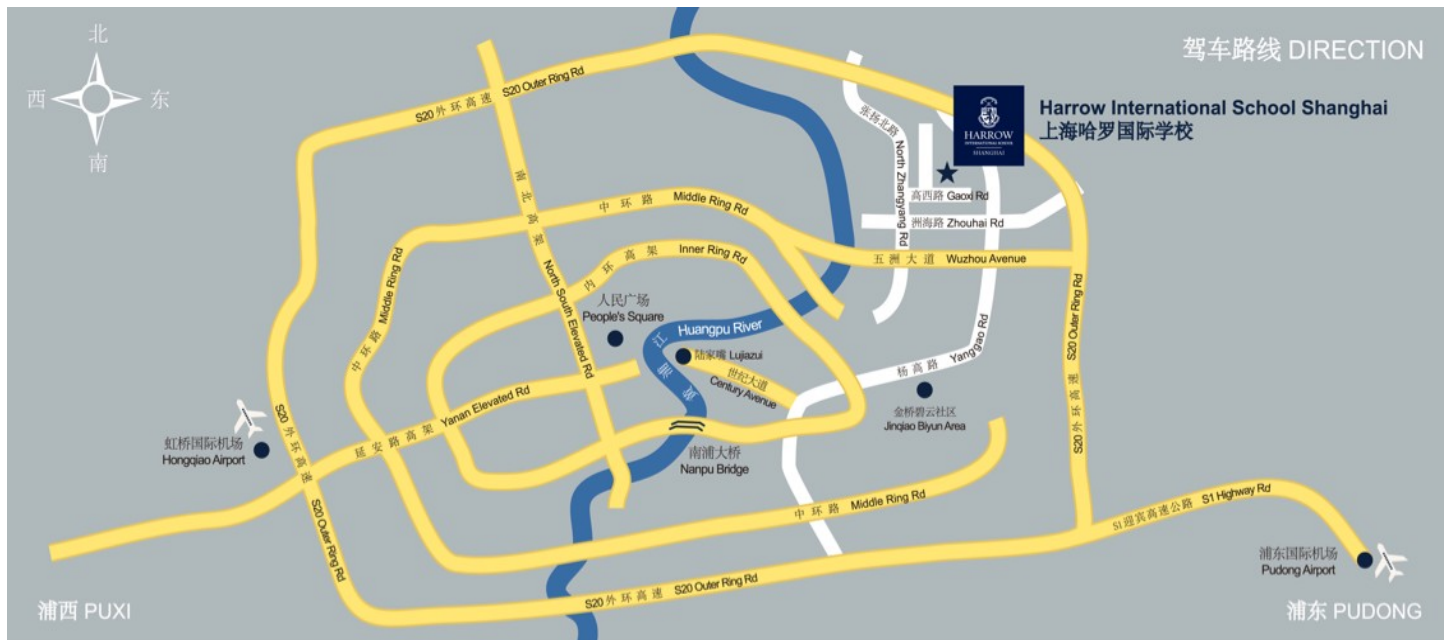 北
西
东
南
驾车路线 DIRECTION
S20外环高速 S20 Outer Ring Rd
HARROW
INTERNATIONAL SCHOOL
SHANGHAI
Harrow International School Shanghai
上海哈罗国际学校
张杨北路 North Zhangyang Rd
高西路 Gaoxi Rd
洲海路 Zhouhai Rd
南北高架 North South Elevated Rd
中环路 Middle Ring Rd
五洲大道 Wuzhou Avenue
内环高架 Inner Ring Rd
中环路 Middle Ring Rd
人民广场
People's Square
黄浦江 Huangpu River
陆家嘴 Lujiazui
世纪大道
Century Avenue
杨高路 Yanggao Rd
金桥碧云社区
Jinqiao Biyun Area
S20外环高速 S20 Outer Ring Rd
延安路高架 Yanan Elevated Rd
虹桥国际机场
Hongqiao Airport
南浦大桥
Nanpu Bridge
S20外环高速 S20 Outer Ring Rd
中环路 Middle Ring Rd
S1迎宾高速公路 S1 Highway Rd
浦东国际机场
Pudong Airport
S20外环高速 S20 Outer Ring Rd
浦西 PUXI
浦东 PUDONG